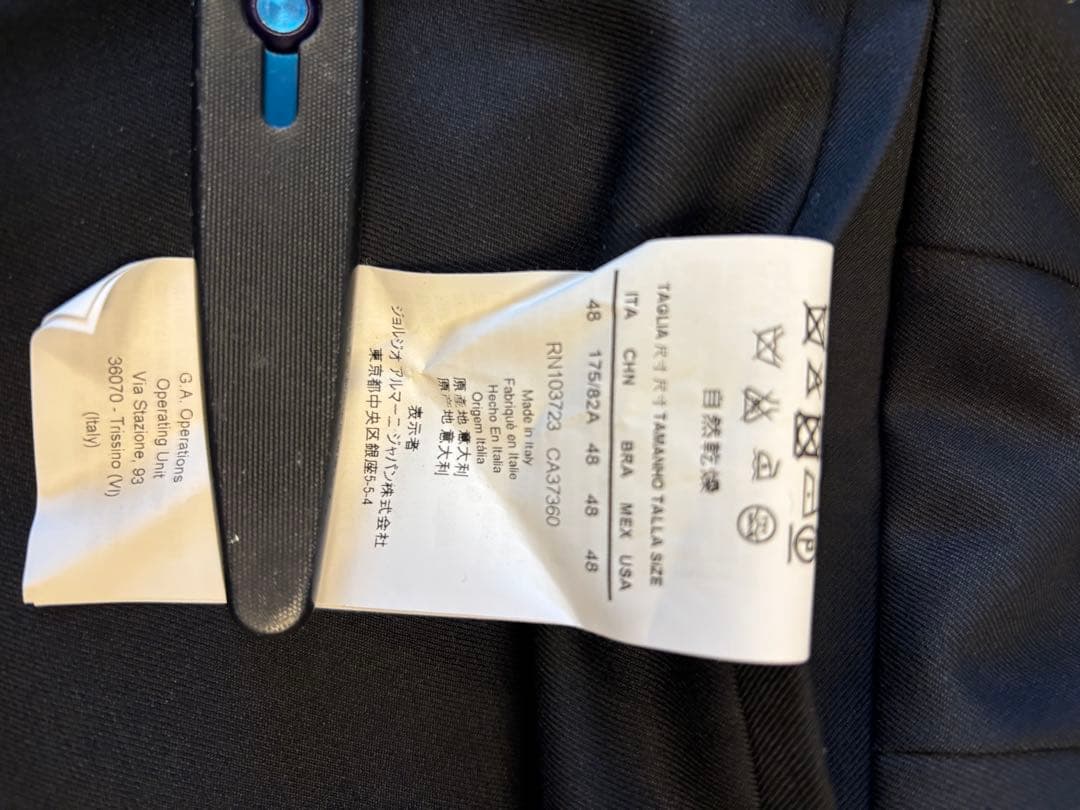 自然乾燥
TAGLIA 尺寸 尺寸 TAMANHO TALLA SIZE
ITA CHN BRA MEX USA
48 175/82A 48 48 48
RN103723 CA37360
Made in Italy
Fabriqué en Italie
Hecho En Italia
Origem Itália
原產地 意大利
原产地 意大利
表示者
ジョルジオ アルマーニ ジャパン株式会社
東京都中央区銀座5-5-4
G.A. Operations
Operating Unit
Via Stazione, 93
36070 - Trissino (VI)
(Italy)